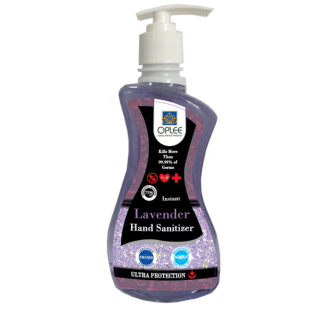 OPLEE
Kills More
Than
99.99% of
Germs
Instant
Lavender
Hand Sanitizer
ULTRA PROTECTION